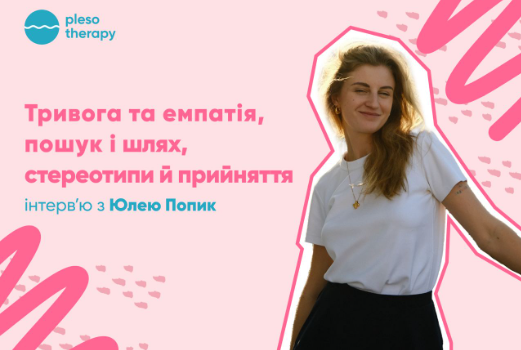 pleso
therapy
Тривога та емпатія,
пошук і шлях,
стереотипи й прийняття
інтерв'ю з Юлею Попик